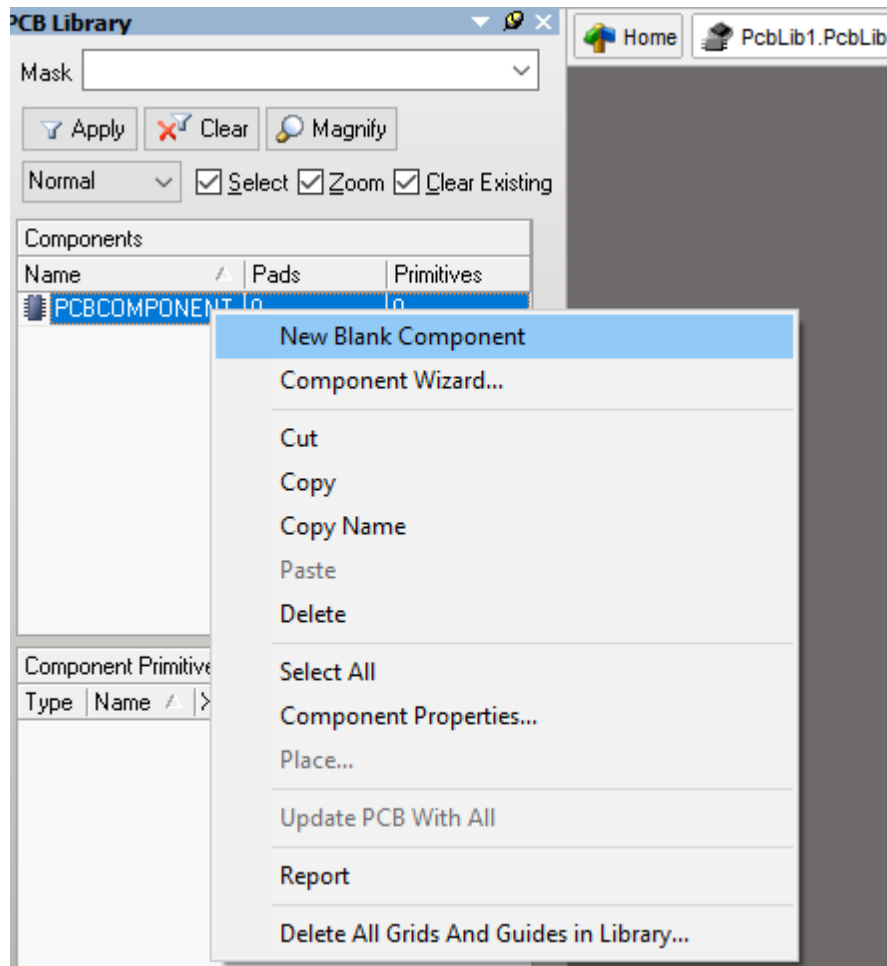 PCB Library
Home
PcbLib1.PcbLib
Mask
Apply Clear Magnify
Normal Select Zoom Clear Existing
Components
Name Pads Primitives
PCBCOMPONENT 0 0
New Blank Component
Component Wizard...
Cut
Copy
Copy Name
Paste
Delete
Component Primitive
Select All
Type Name
Component Properties...
Place...
Update PCB With All
Report
Delete All Grids And Guides in Library...